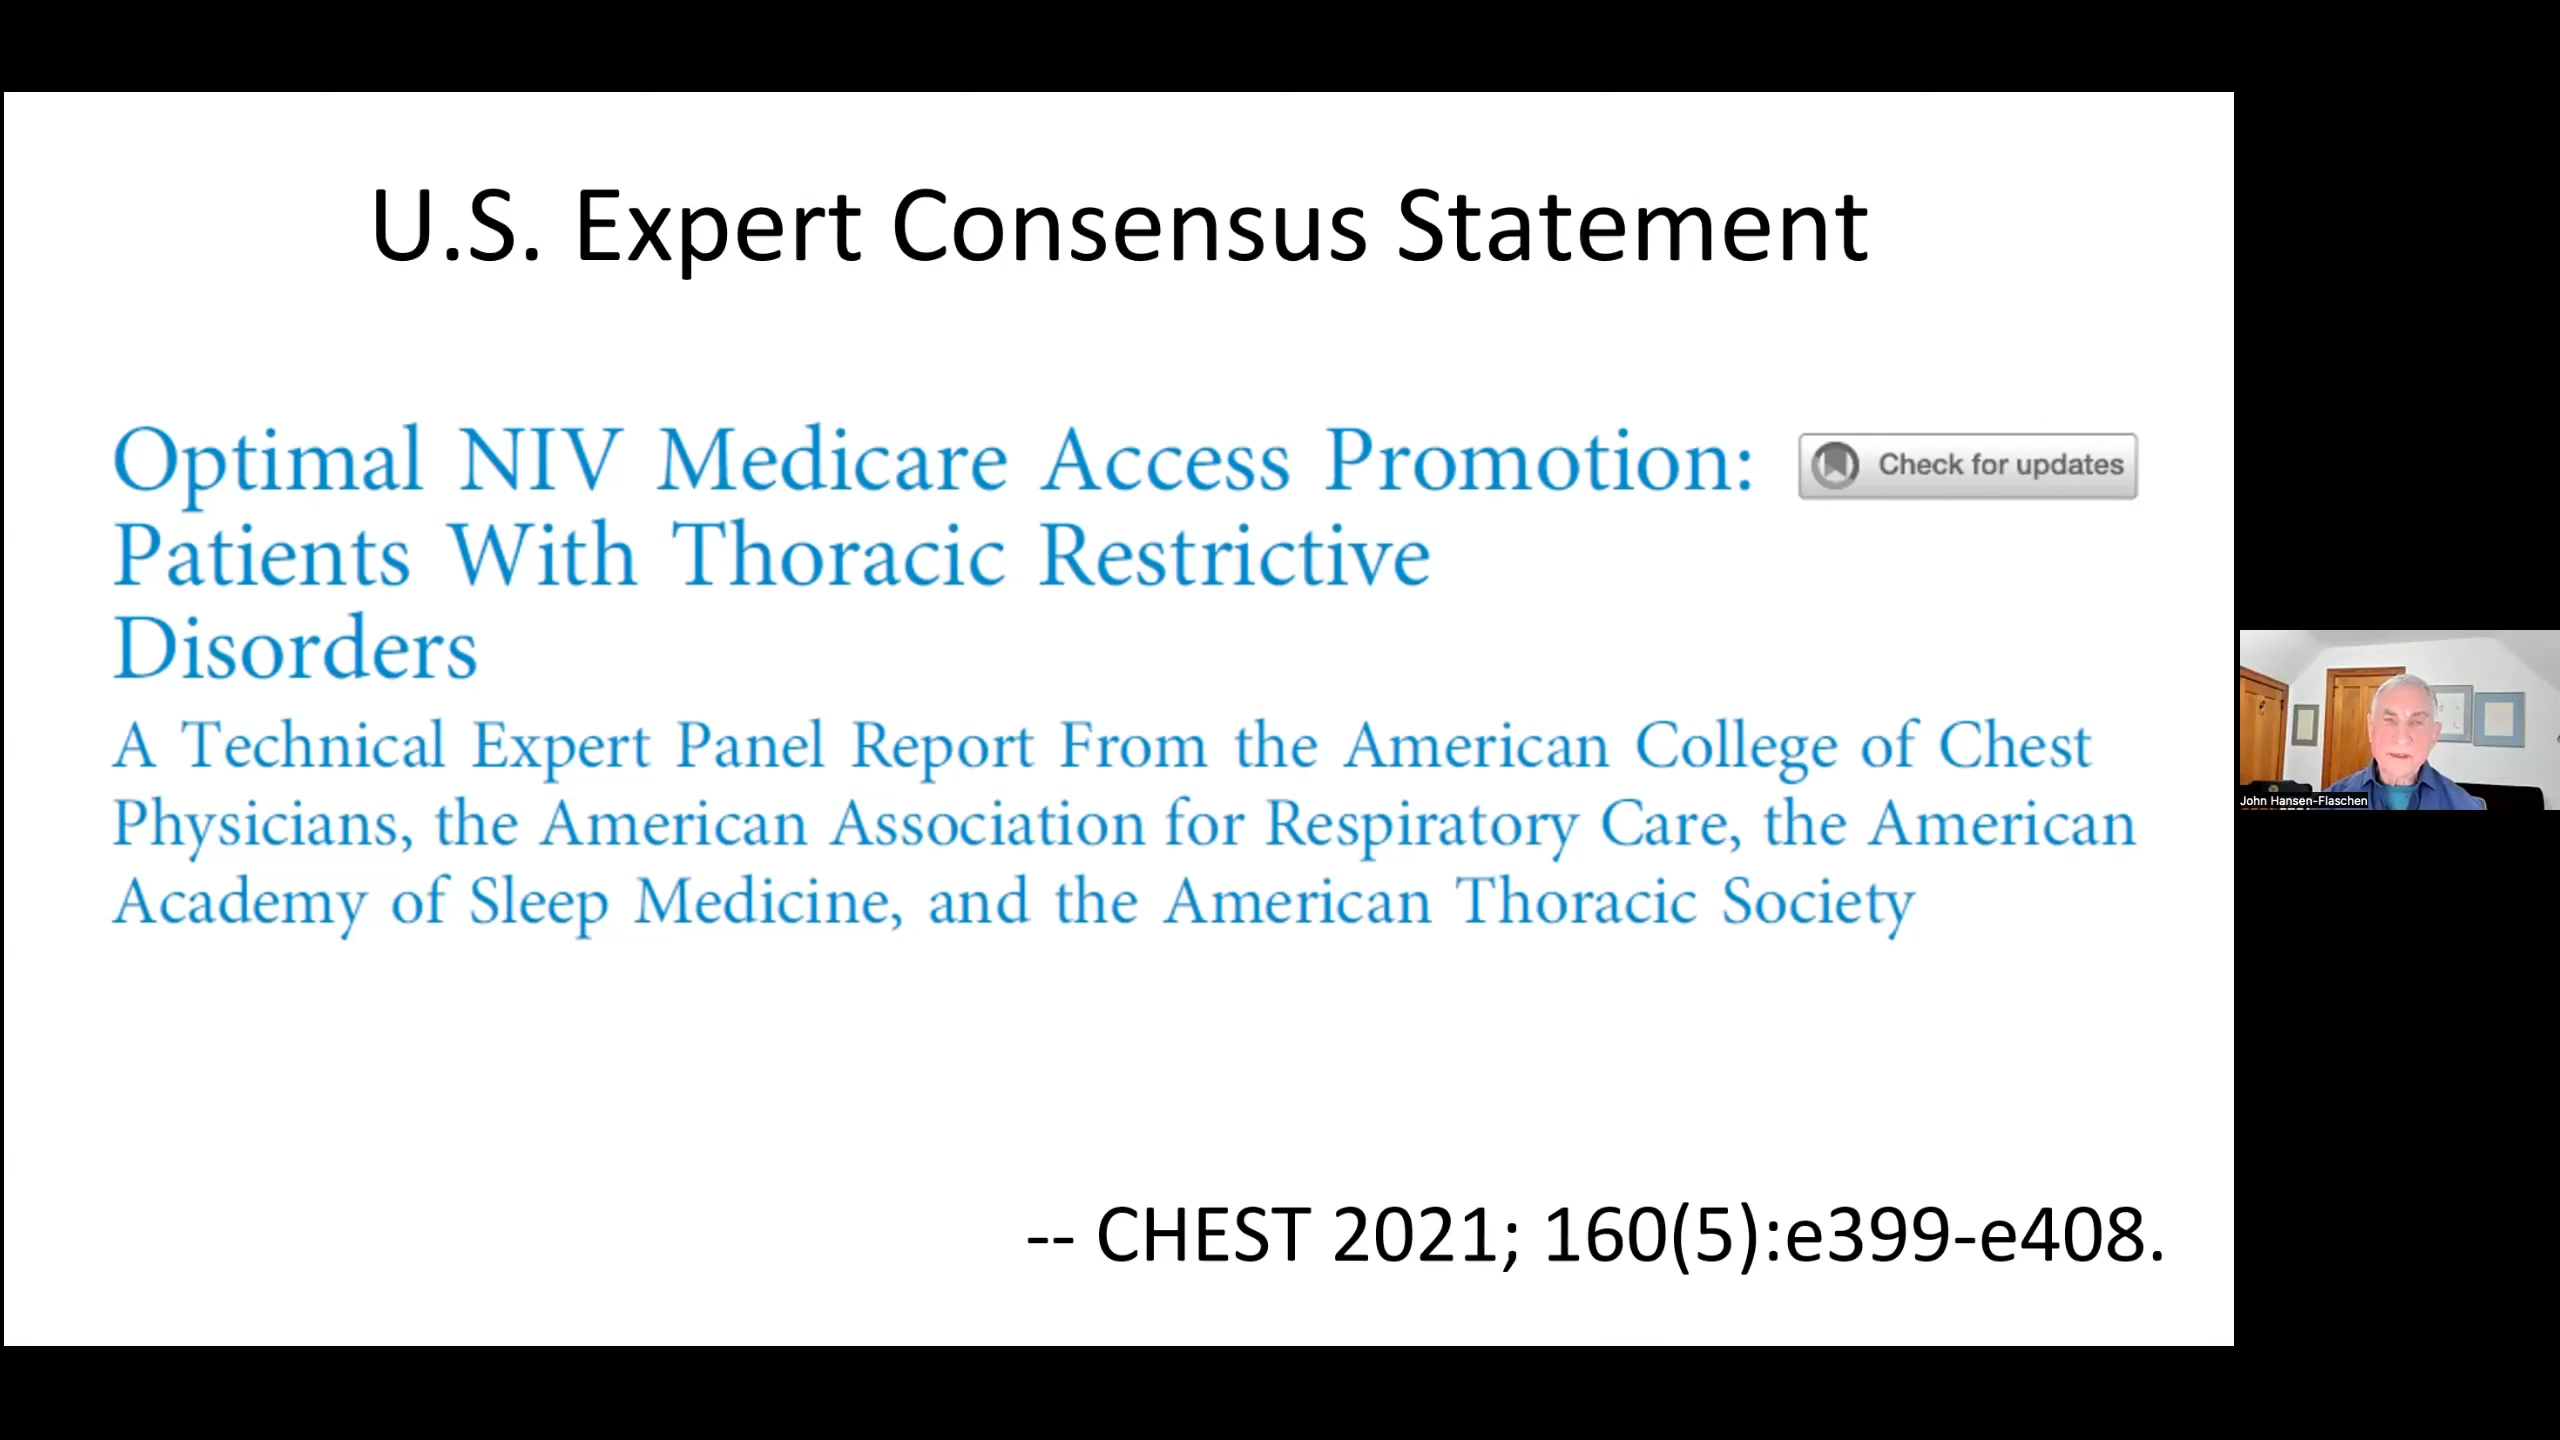 U.S. Expert Consensus Statement
Optimal NIV Medicare Access Promotion:
Check for updates
Patients With Thoracic Restrictive
Disorders
A Technical Expert Panel Report From the American College of Chest
Physicians, the American Association for Respiratory Care, the American
Academy of Sleep Medicine, and the American Thoracic Society
John Hansen-Flaschen
-- CHEST 2021; 160(5):e399-e408.